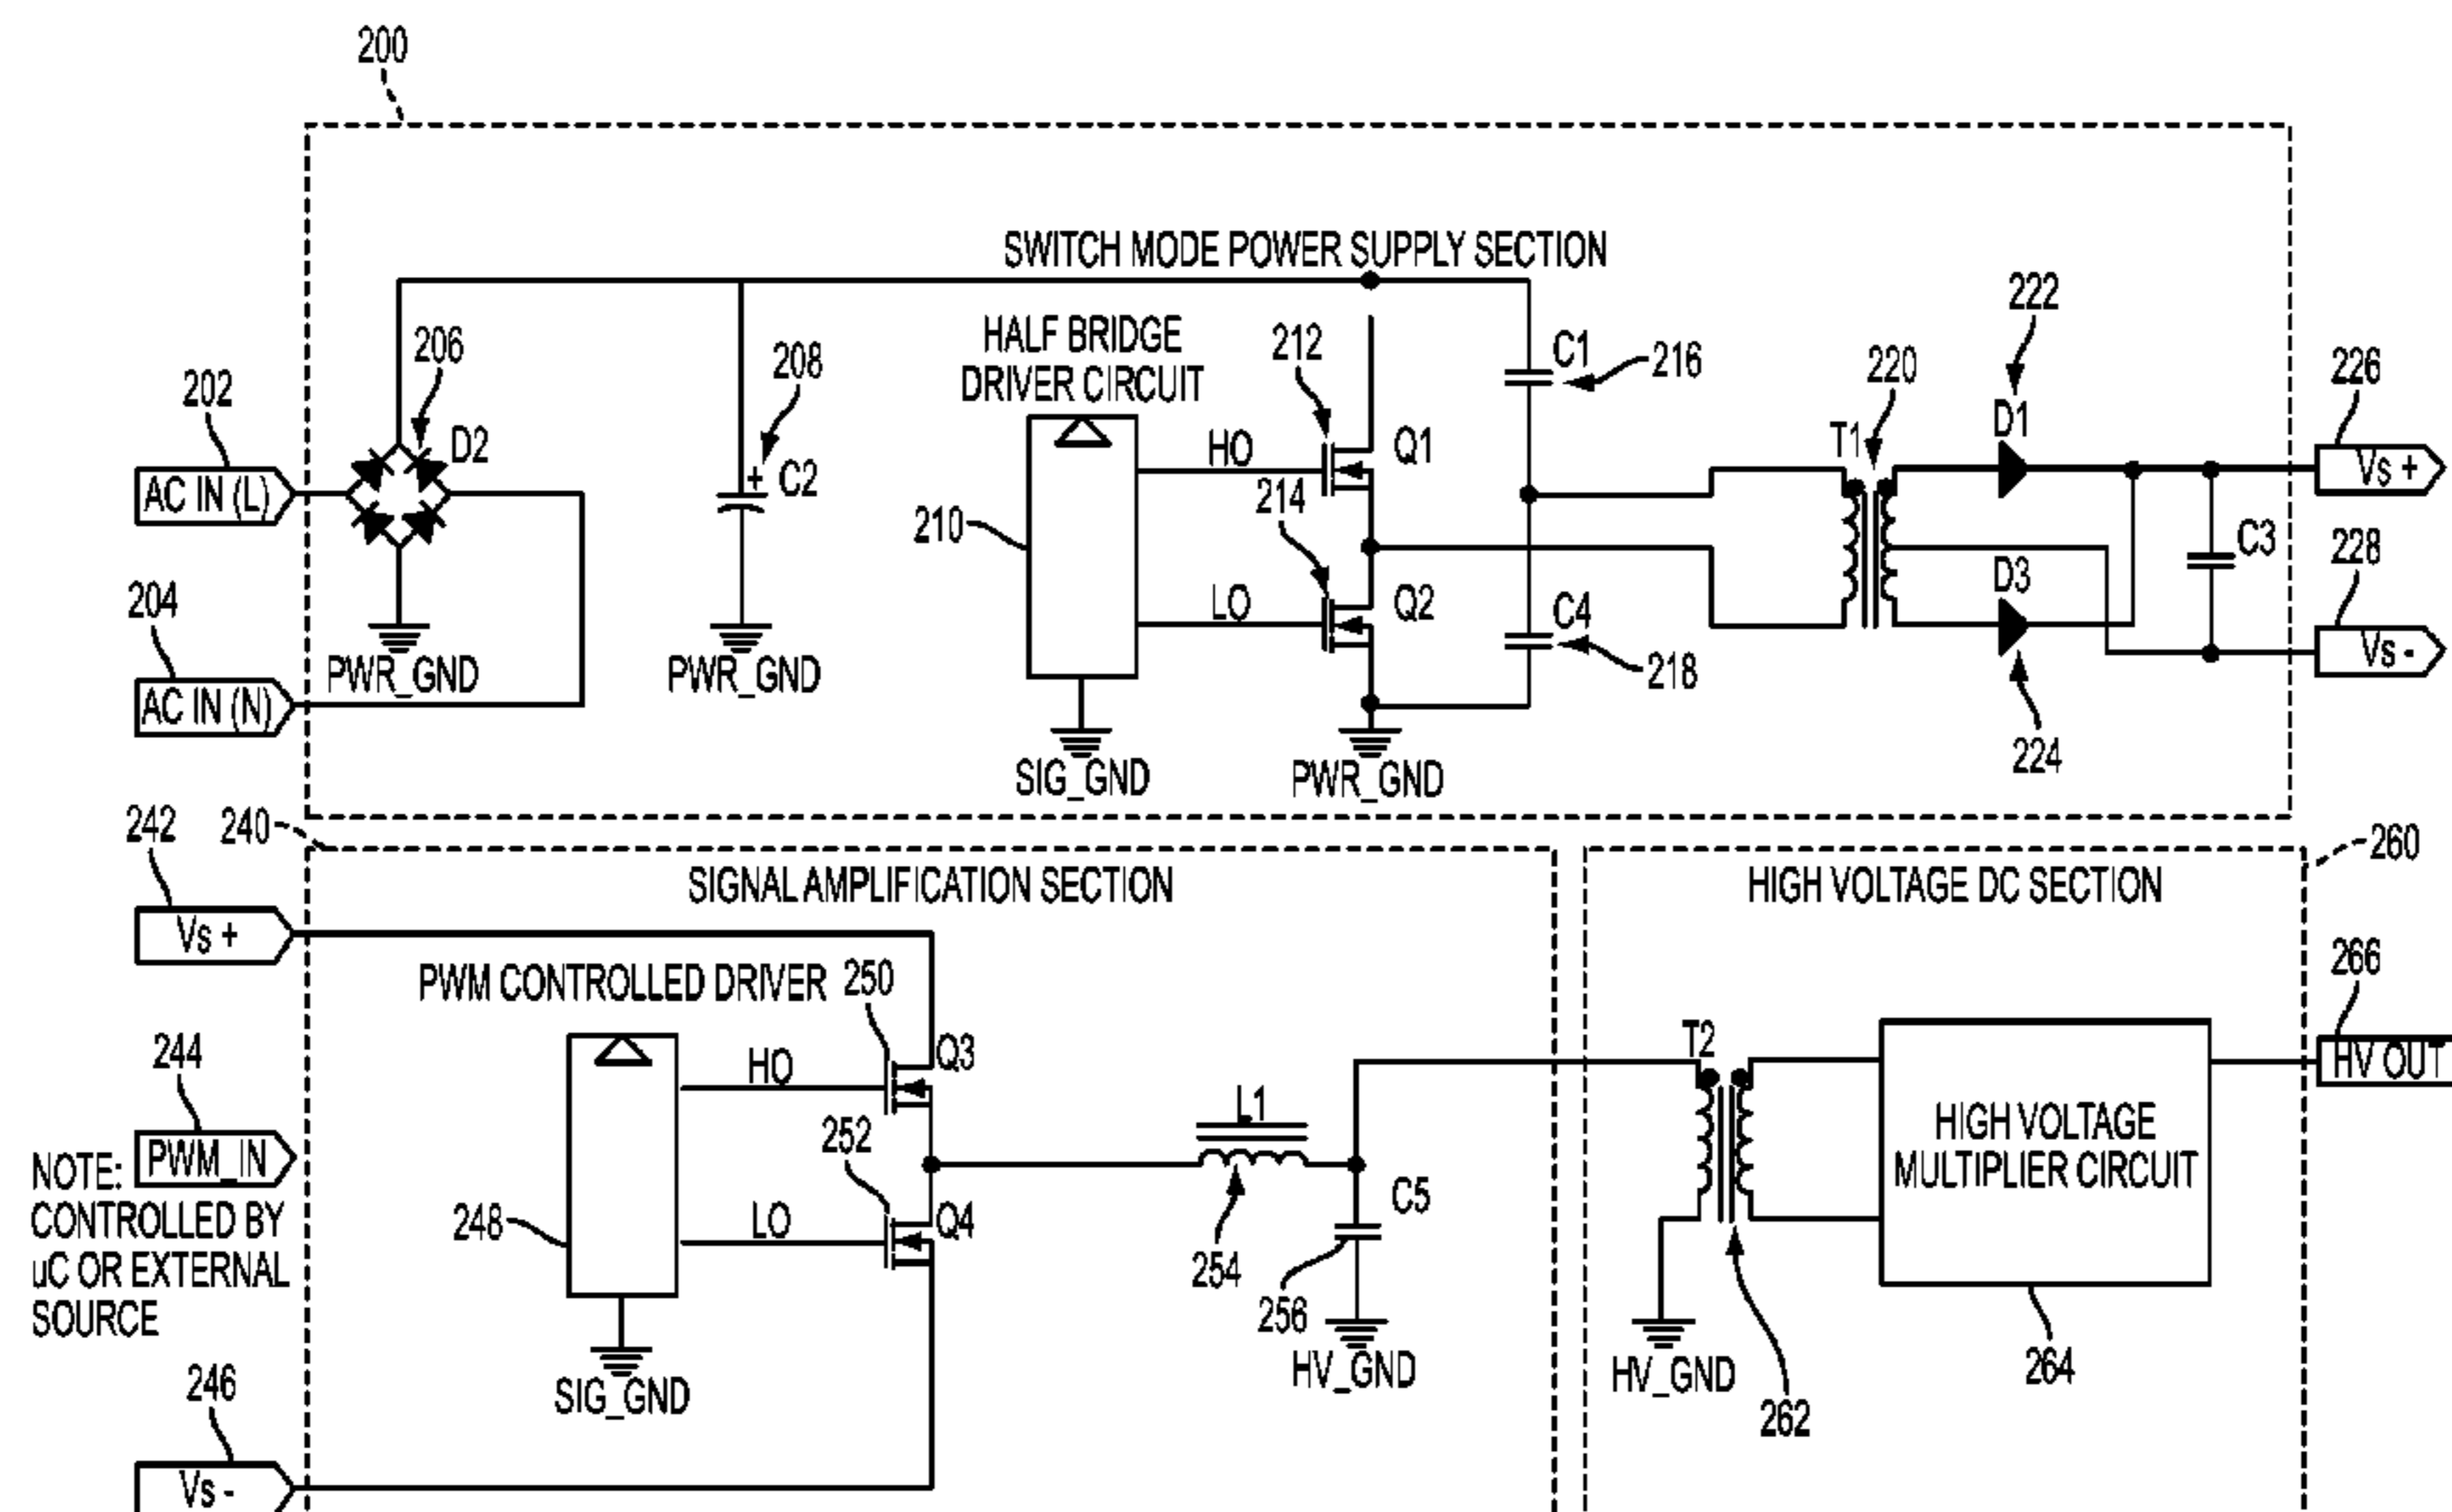 200
SWITCH MODE POWER SUPPLY SECTION
HALF BRIDGE
DRIVER CIRCUIT
206
208
212
C1
216
222
220
226
202
D2
HO
Q1
T1
D1
AC IN (L)
+
C2
214
Vs +
210
C3
228
204
LO
Q2
C4
D3
Vs -
AC IN (N)
PWR_GND
PWR_GND
218
224
SIG_GND
PWR_GND
242
240
SIGNAL AMPLIFICATION SECTION
HIGH VOLTAGE DC SECTION
260
Vs +
PWM CONTROLLED DRIVER
250
266
244
HO
Q3
L1
T2
HV OUT
PWM_IN
252
HIGH VOLTAGE
MULTIPLIER CIRCUIT
NOTE:
CONTROLLED BY
µC OR EXTERNAL
SOURCE
248
LO
Q4
C5
254
256
SIG_GND
HV_GND
HV_GND
264
262
246
Vs -